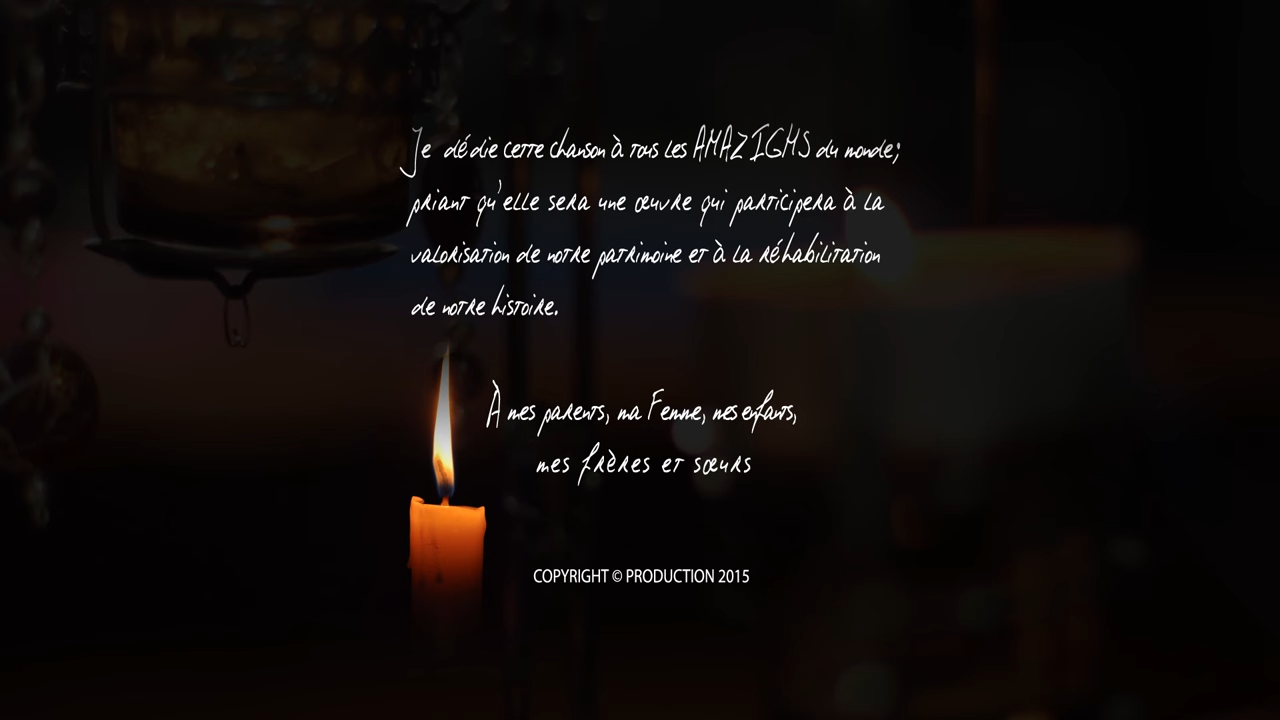 Je dédie cette chanson à tous les AMAZIGHS du monde;
priant qu'elle sera une œuvre qui participera à la
valorisation de notre patrimoine et à la réhabilitation
de notre histoire.
À mes parents, ma Femme, mes enfants,
mes frères et sœurs
COPYRIGHT © PRODUCTION 2015